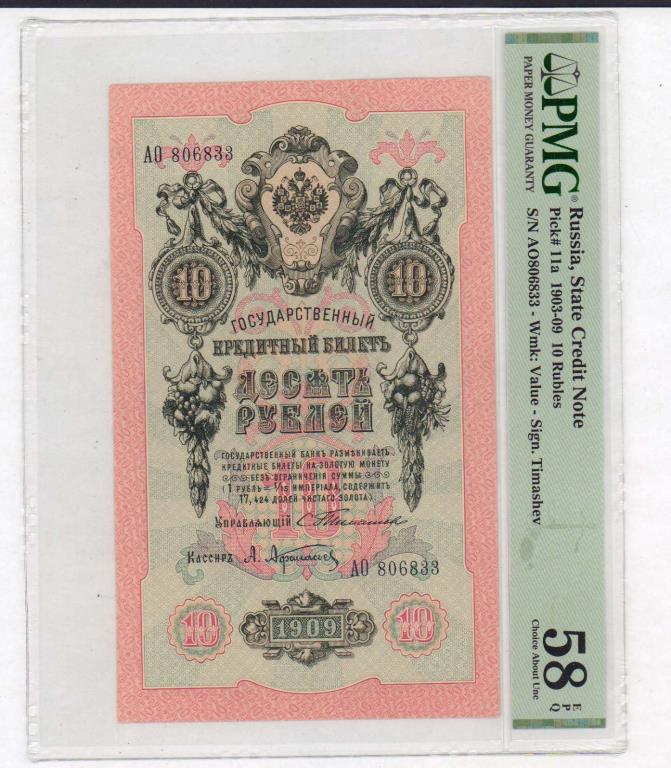 АО 806833
10
10
ГОСУДАРСТВЕННЫЙ
КРЕДИТНЫЙ БИЛЕТЪ
ДЕСЯТЬ
РУБЛЕЙ
ГОСУДАРСТВЕННЫЙ БАНКЪ РАЗМѢНИВАЕТЪ
КРЕДИТНЫЕ БИЛЕТЫ НА ЗОЛОТУЮ МОНЕТУ
БЕЗЪ ОГРАНИЧЕНІЯ СУММЫ
(1 РУБЛЬ = 1/15 ИМПЕРІАЛА, СОДЕРЖИТЪ
17,424 ДОЛЕЙ ЧИСТАГО ЗОЛОТА).
10
УПРАВЛЯЮЩІЙ С. Тимашевъ
КАССИРЪ А. Афанасьев
АО 806833
10
1909
10
PMG®
PAPER MONEY GUARANTY
Russia, State Credit Note
Pick# 11a 1903-09 10 Rubles
S/N AO806833 - Wmk: Value - Sign. Timashev
58 EPQ
Choice About Unc